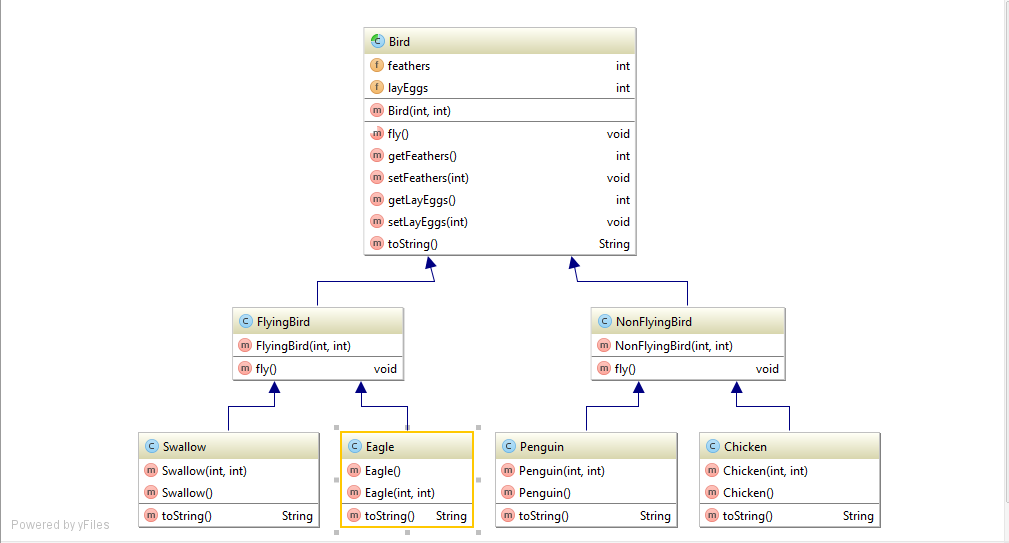 Bird
feathers int
layEggs int
Bird(int, int)
fly() void
getFeathers() int
setFeathers(int) void
getLayEggs() int
setLayEggs(int) void
toString() String
FlyingBird
FlyingBird(int, int)
fly() void
NonFlyingBird
NonFlyingBird(int, int)
fly() void
Swallow
Swallow(int, int)
Swallow()
toString() String
Eagle
Eagle()
Eagle(int, int)
toString() String
Penguin
Penguin(int, int)
Penguin()
toString() String
Chicken
Chicken(int, int)
Chicken()
toString() String
Powered by yFiles